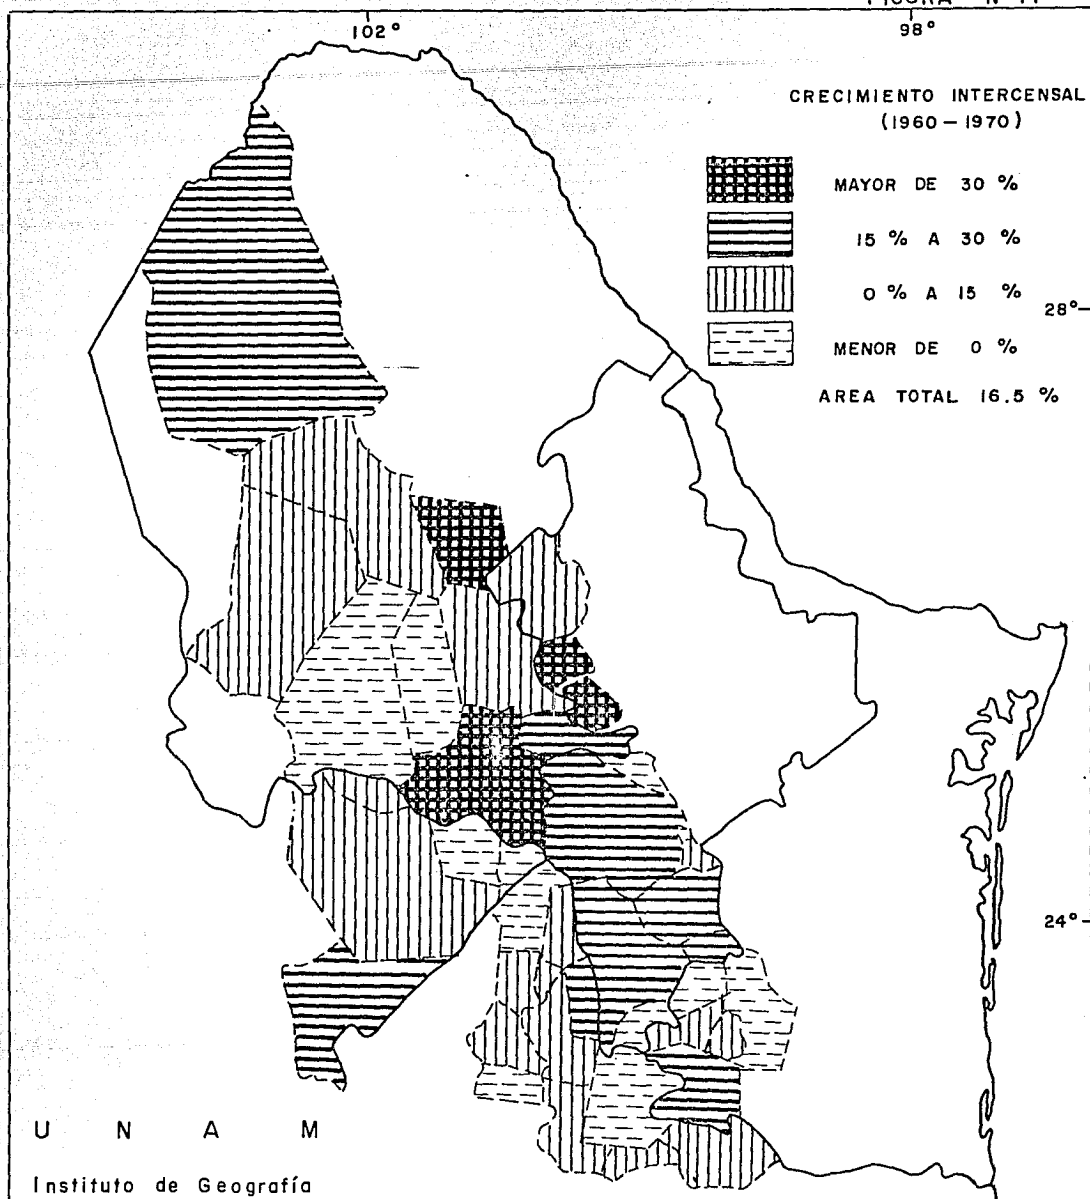 102°
98°
CRECIMIENTO INTERCENSAL
(1960-1970)
MAYOR DE 30 %
15 % A 30 %
0 % A 15 %
28°
MENOR DE 0 %
AREA TOTAL 16.5 %
24°
U N A M
Instituto de Geografía